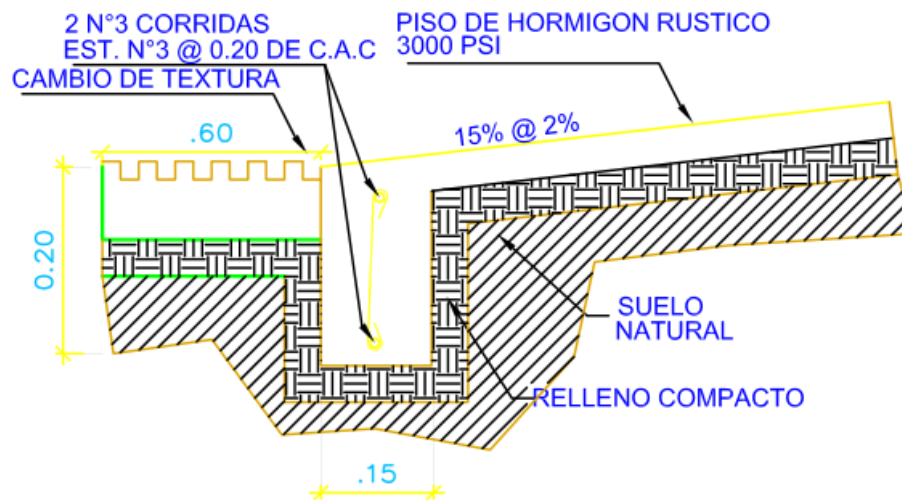 2 N°3 CORRIDAS
EST. N°3 @ 0.20 DE C.A.C
CAMBIO DE TEXTURA
PISO DE HORMIGON RUSTICO
3000 PSI
.60
15% @ 2%
0.20
SUELO
NATURAL
RELLENO COMPACTO
.15